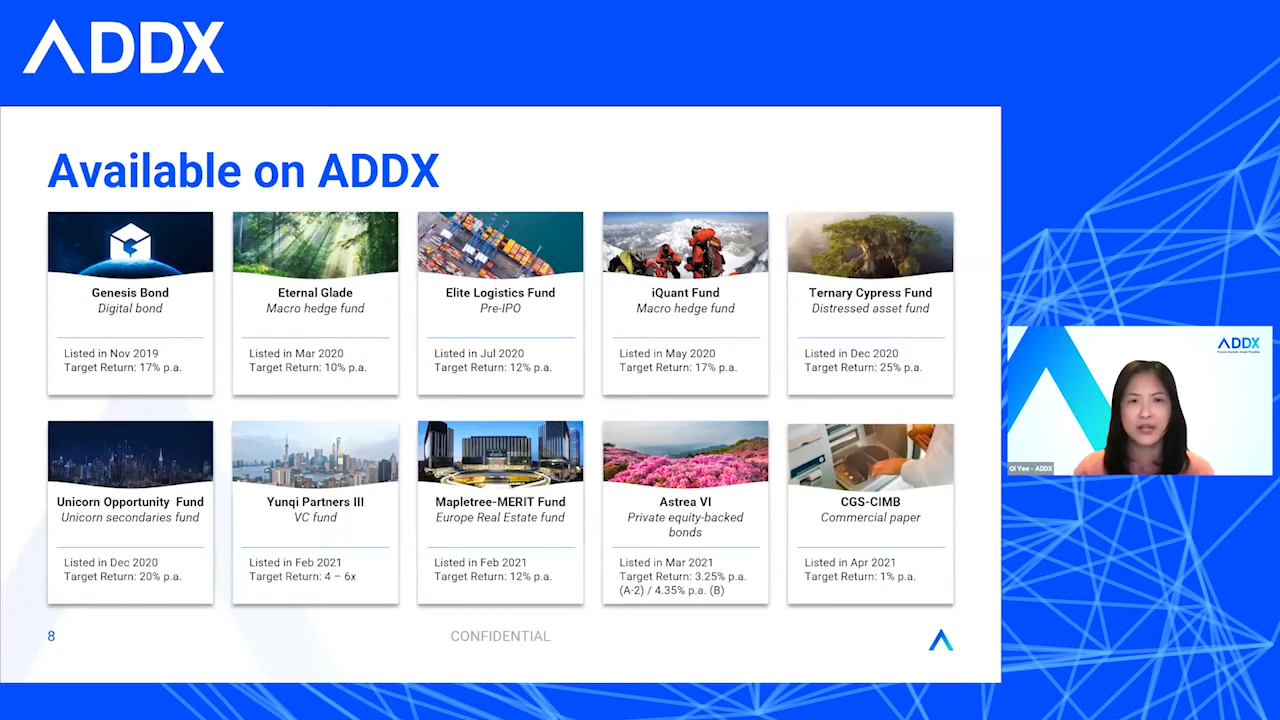 ADDX
Available on ADDX
Genesis Bond
Digital bond
Listed in Nov 2019
Target Return: 17% p.a.
Eternal Glade
Macro hedge fund
Listed in Mar 2020
Target Return: 10% p.a.
Elite Logistics Fund
Pre-IPO
Listed in Jul 2020
Target Return: 12% p.a.
iQuant Fund
Macro hedge fund
Listed in May 2020
Target Return: 17% p.a.
Ternary Cypress Fund
Distressed asset fund
Listed in Dec 2020
Target Return: 25% p.a.
Unicorn Opportunity Fund
Unicorn secondaries fund
Listed in Dec 2020
Target Return: 20% p.a.
Yunqi Partners III
VC fund
Listed in Feb 2021
Target Return: 4 – 6x
Mapletree-MERIT Fund
Europe Real Estate fund
Listed in Feb 2021
Target Return: 12% p.a.
Astrea VI
Private equity-backed
bonds
Listed in Mar 2021
Target Return: 3.25% p.a.
(A-2) / 4.35% p.a. (B)
CGS-CIMB
Commercial paper
Listed in Apr 2021
Target Return: 1% p.a.
8
CONFIDENTIAL
ADDX
Oi Yee - ADDX